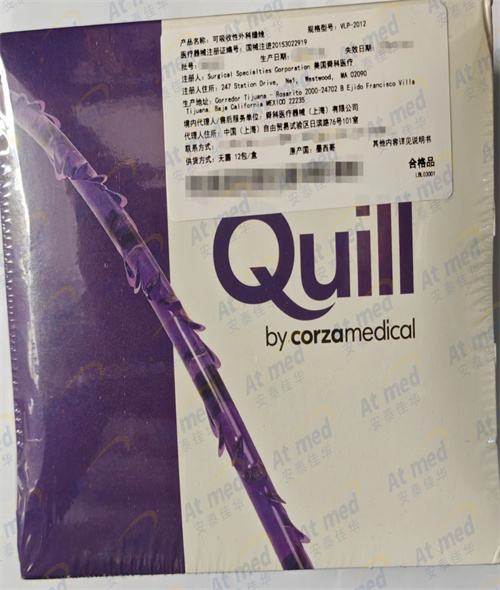 产品名称: 可吸收性外科缝线 规格型号: VLP-2012
医疗器械注册证编号: 国械注进20153022919
批号: 生产日期: 失效日期:
注册人: Surgical Specialties Corporation 美国舜科医疗
注册人住所: 247 Station Drive, Ne1, Westwood, MA 02090
生产地址: Corredor Tijuana - Rosarito 2000-24702 B Ejido Francisco Villa
Tijuana, Baja California MEXICO 22235
境内代理人/售后服务单位: 舜科医疗器械（上海）有限公司
代理人住所: 中国（上海）自由贸易试验区日滨路76号101室
联系方式: 其他内容详见说明书
供货方式: 无菌 12包/盒 原产国: 墨西哥
合格品
LBL03001
Quill
by corzamedical
At med
安泰佳华